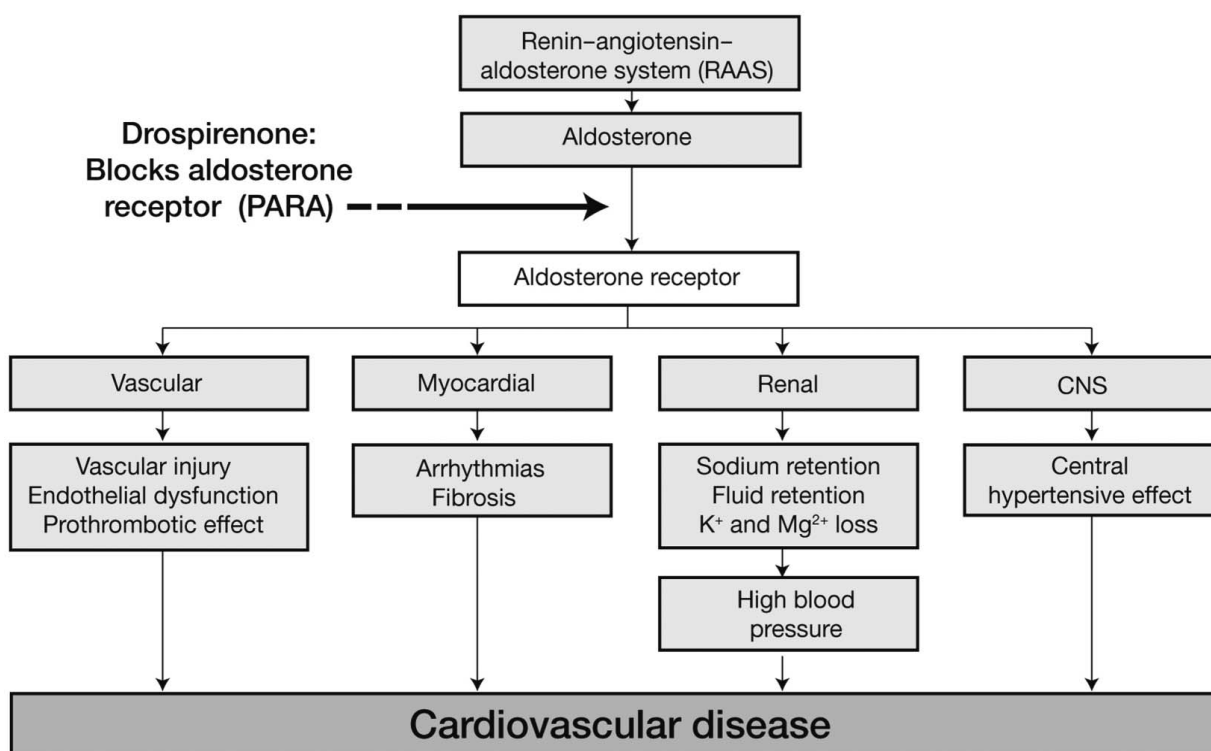 Renin–angiotensin–
aldosterone system (RAAS)
Aldosterone
Drospirenone:
Blocks aldosterone
receptor (PARA)
Aldosterone receptor
Vascular
Myocardial
Renal
CNS
Vascular injury
Endothelial dysfunction
Prothrombotic effect
Arrhythmias
Fibrosis
Sodium retention
Fluid retention
K⁺ and Mg²⁺ loss
Central
hypertensive effect
High blood
pressure
Cardiovascular disease